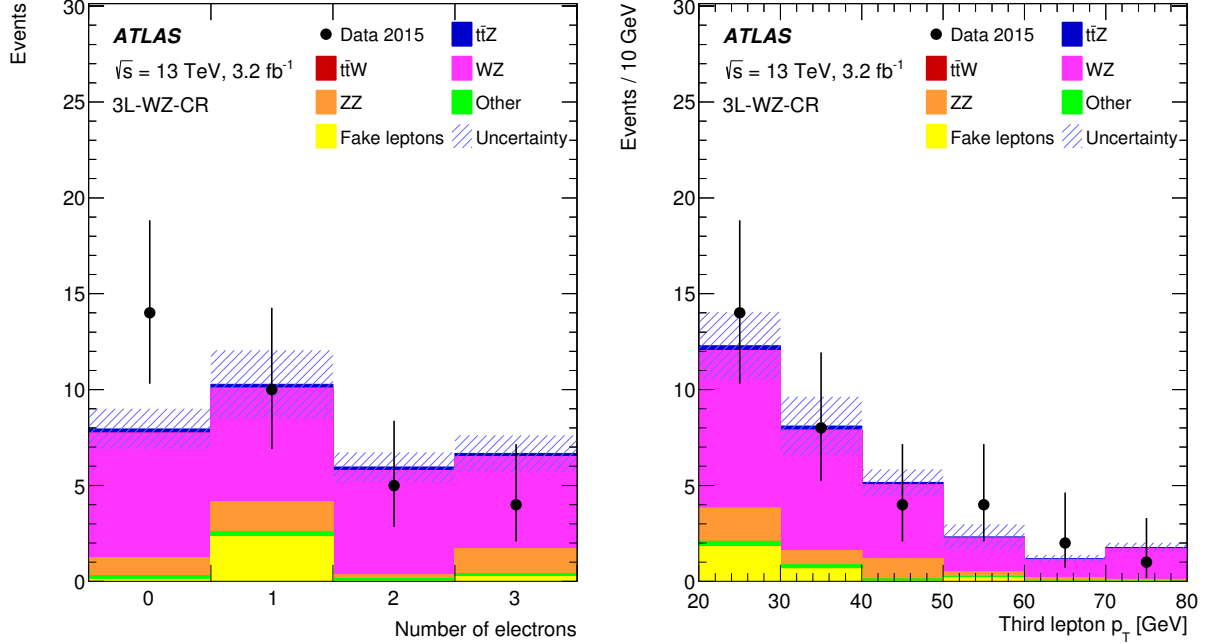 Events
30
25
20
15
10
5
0
ATLAS
√s = 13 TeV, 3.2 fb⁻¹
3L-WZ-CR
Data 2015
tt̄Z
tt̄W
WZ
ZZ
Other
Fake leptons
Uncertainty
0 1 2 3
Number of electrons
Events / 10 GeV
30
25
20
15
10
5
0
ATLAS
√s = 13 TeV, 3.2 fb⁻¹
3L-WZ-CR
Data 2015
tt̄Z
tt̄W
WZ
ZZ
Other
Fake leptons
Uncertainty
20 30 40 50 60 70 80
Third lepton p_T [GeV]